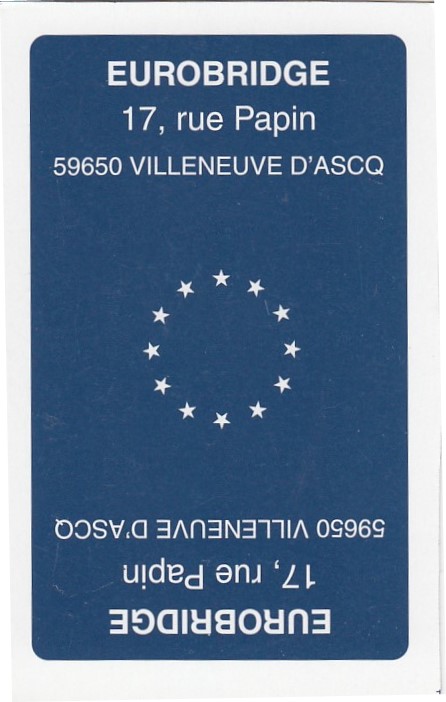 EUROBRIDGE
17, rue Papin
59650 VILLENEUVE D'ASCQ
59650 VILLENEUVE D'ASCQ
17, rue Papin
EUROBRIDGE